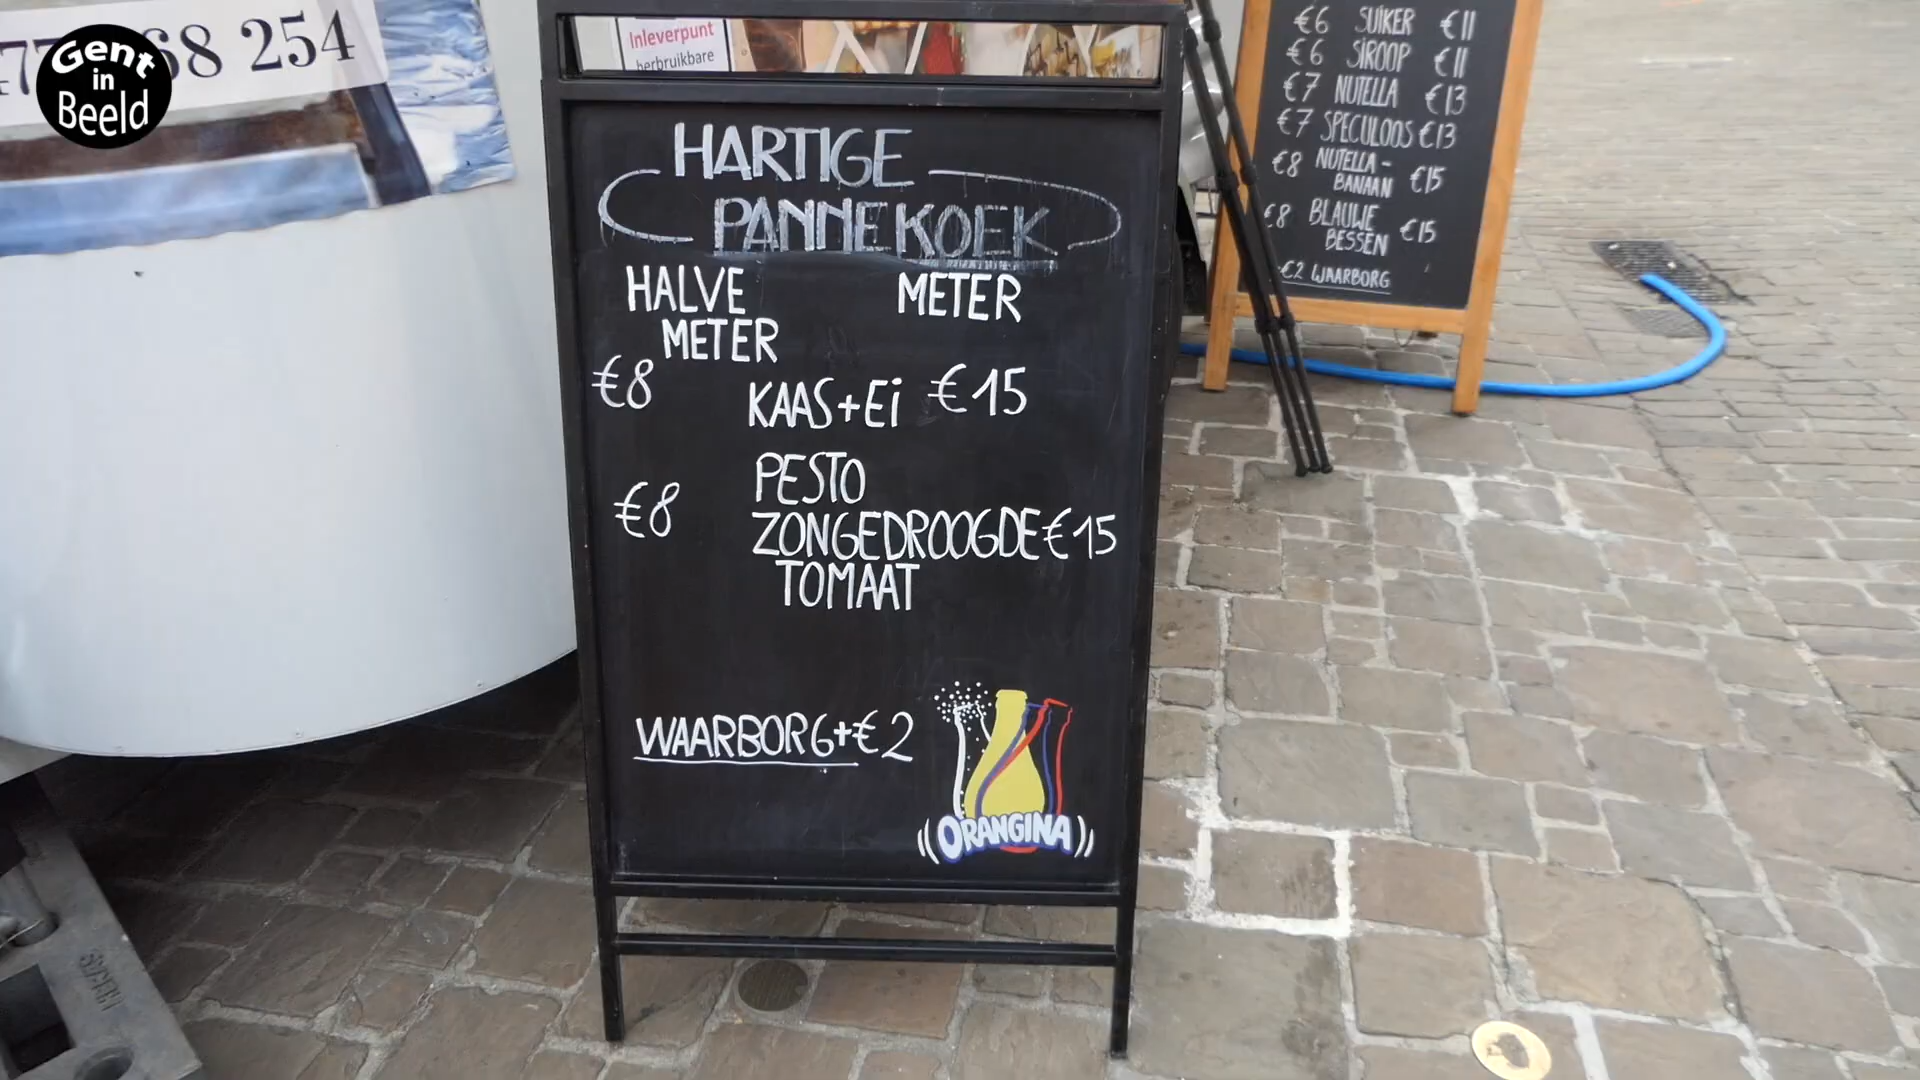 68 254
Gent
in
Beeld
Inleverpunt
herbruikbare
HARTIGE
PANNEKOEK
HALVE
METER
METER
€8 KAAS+Ei €15
PESTO
€8 ZONGEDROOGDE €15
TOMAAT
WAARBORG+€2
ORANGINA
€6 SUIKER €11
€6 SIROOP €11
€7 NUTELLA €13
€7 SPECULOOS €13
€8 NUTELLA- €15
BANAAN
€8 BLAUWE €15
BESSEN
€2 WAARBORG